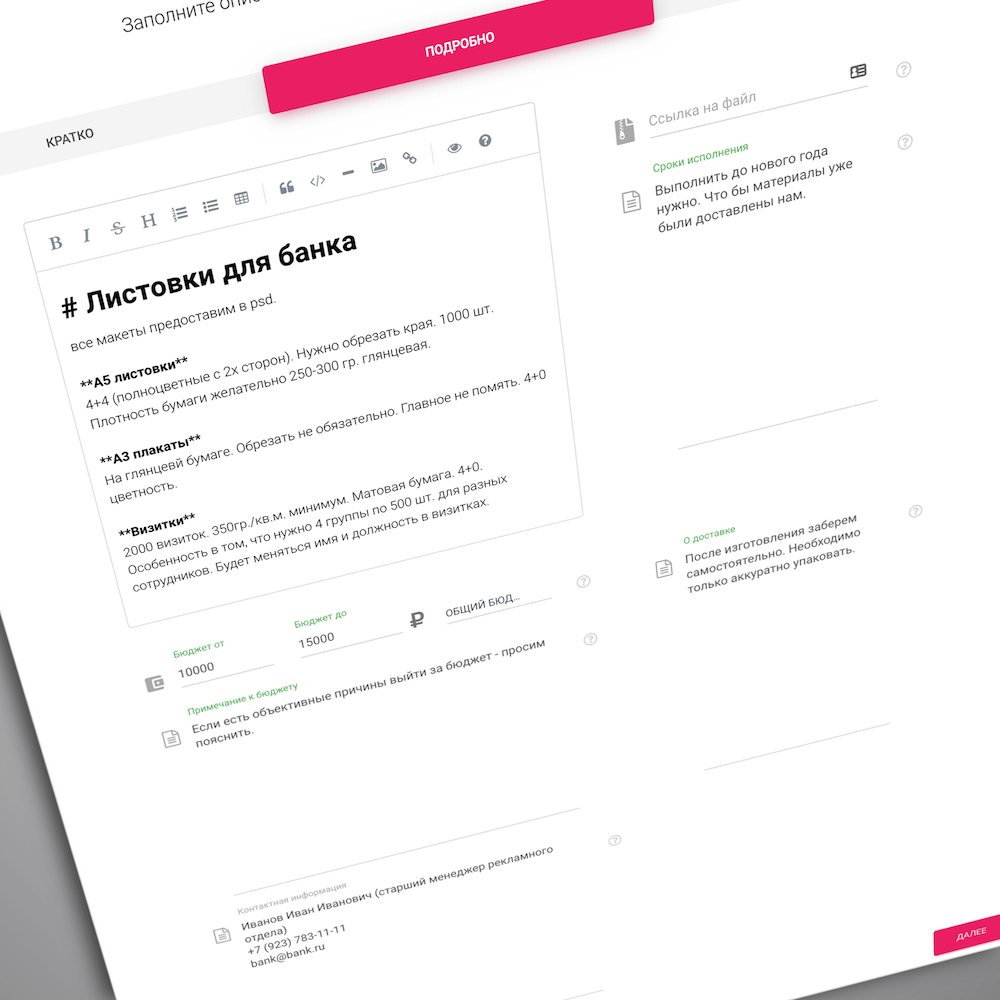 Заполните
ПОДРОБНО
КРАТКО
B I S H
# Листовки для банка
все макеты предоставим в psd.
**А5 листовки**
4+4 (полноцветные с 2х сторон). Нужно обрезать края. 1000 шт.
Плотность бумаги желательно 250-300 гр. глянцевая.
**А3 плакаты**
На глянцевй бумаге. Обрезать не обязательно. Главное не помять. 4+0
цветность.
**Визитки**
2000 визиток. 350гр./кв.м. минимум. Матовая бумага. 4+0.
Особенность в том, что нужно 4 группы по 500 шт. для разных
сотрудников. Будет меняться имя и должность в визитках.
Бюджет от
10000
Бюджет до
15000
₽
ОБЩИЙ БЮД...
Примечание к бюджету
Если есть объективные причины выйти за бюджет - просим
пояснить.
Контактная информация
Иванов Иван Иванович (старший менеджер рекламного
отдела)
+7 (923) 783-11-11
bank@bank.ru
Ссылка на файл
Сроки исполнения
Выполнить до нового года
нужно. Что бы материалы уже
были доставлены нам.
О доставке
После изготовления заберем
самостоятельно. Необходимо
только аккуратно упаковать.
ДАЛЕЕ